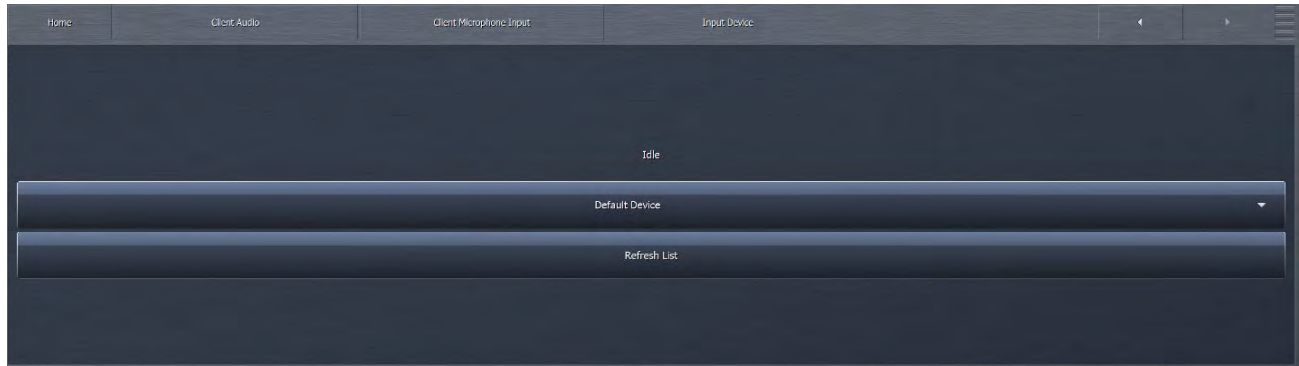 Home Client Audio Client Microphone Input Input Device
Idle
Default Device
Refresh List